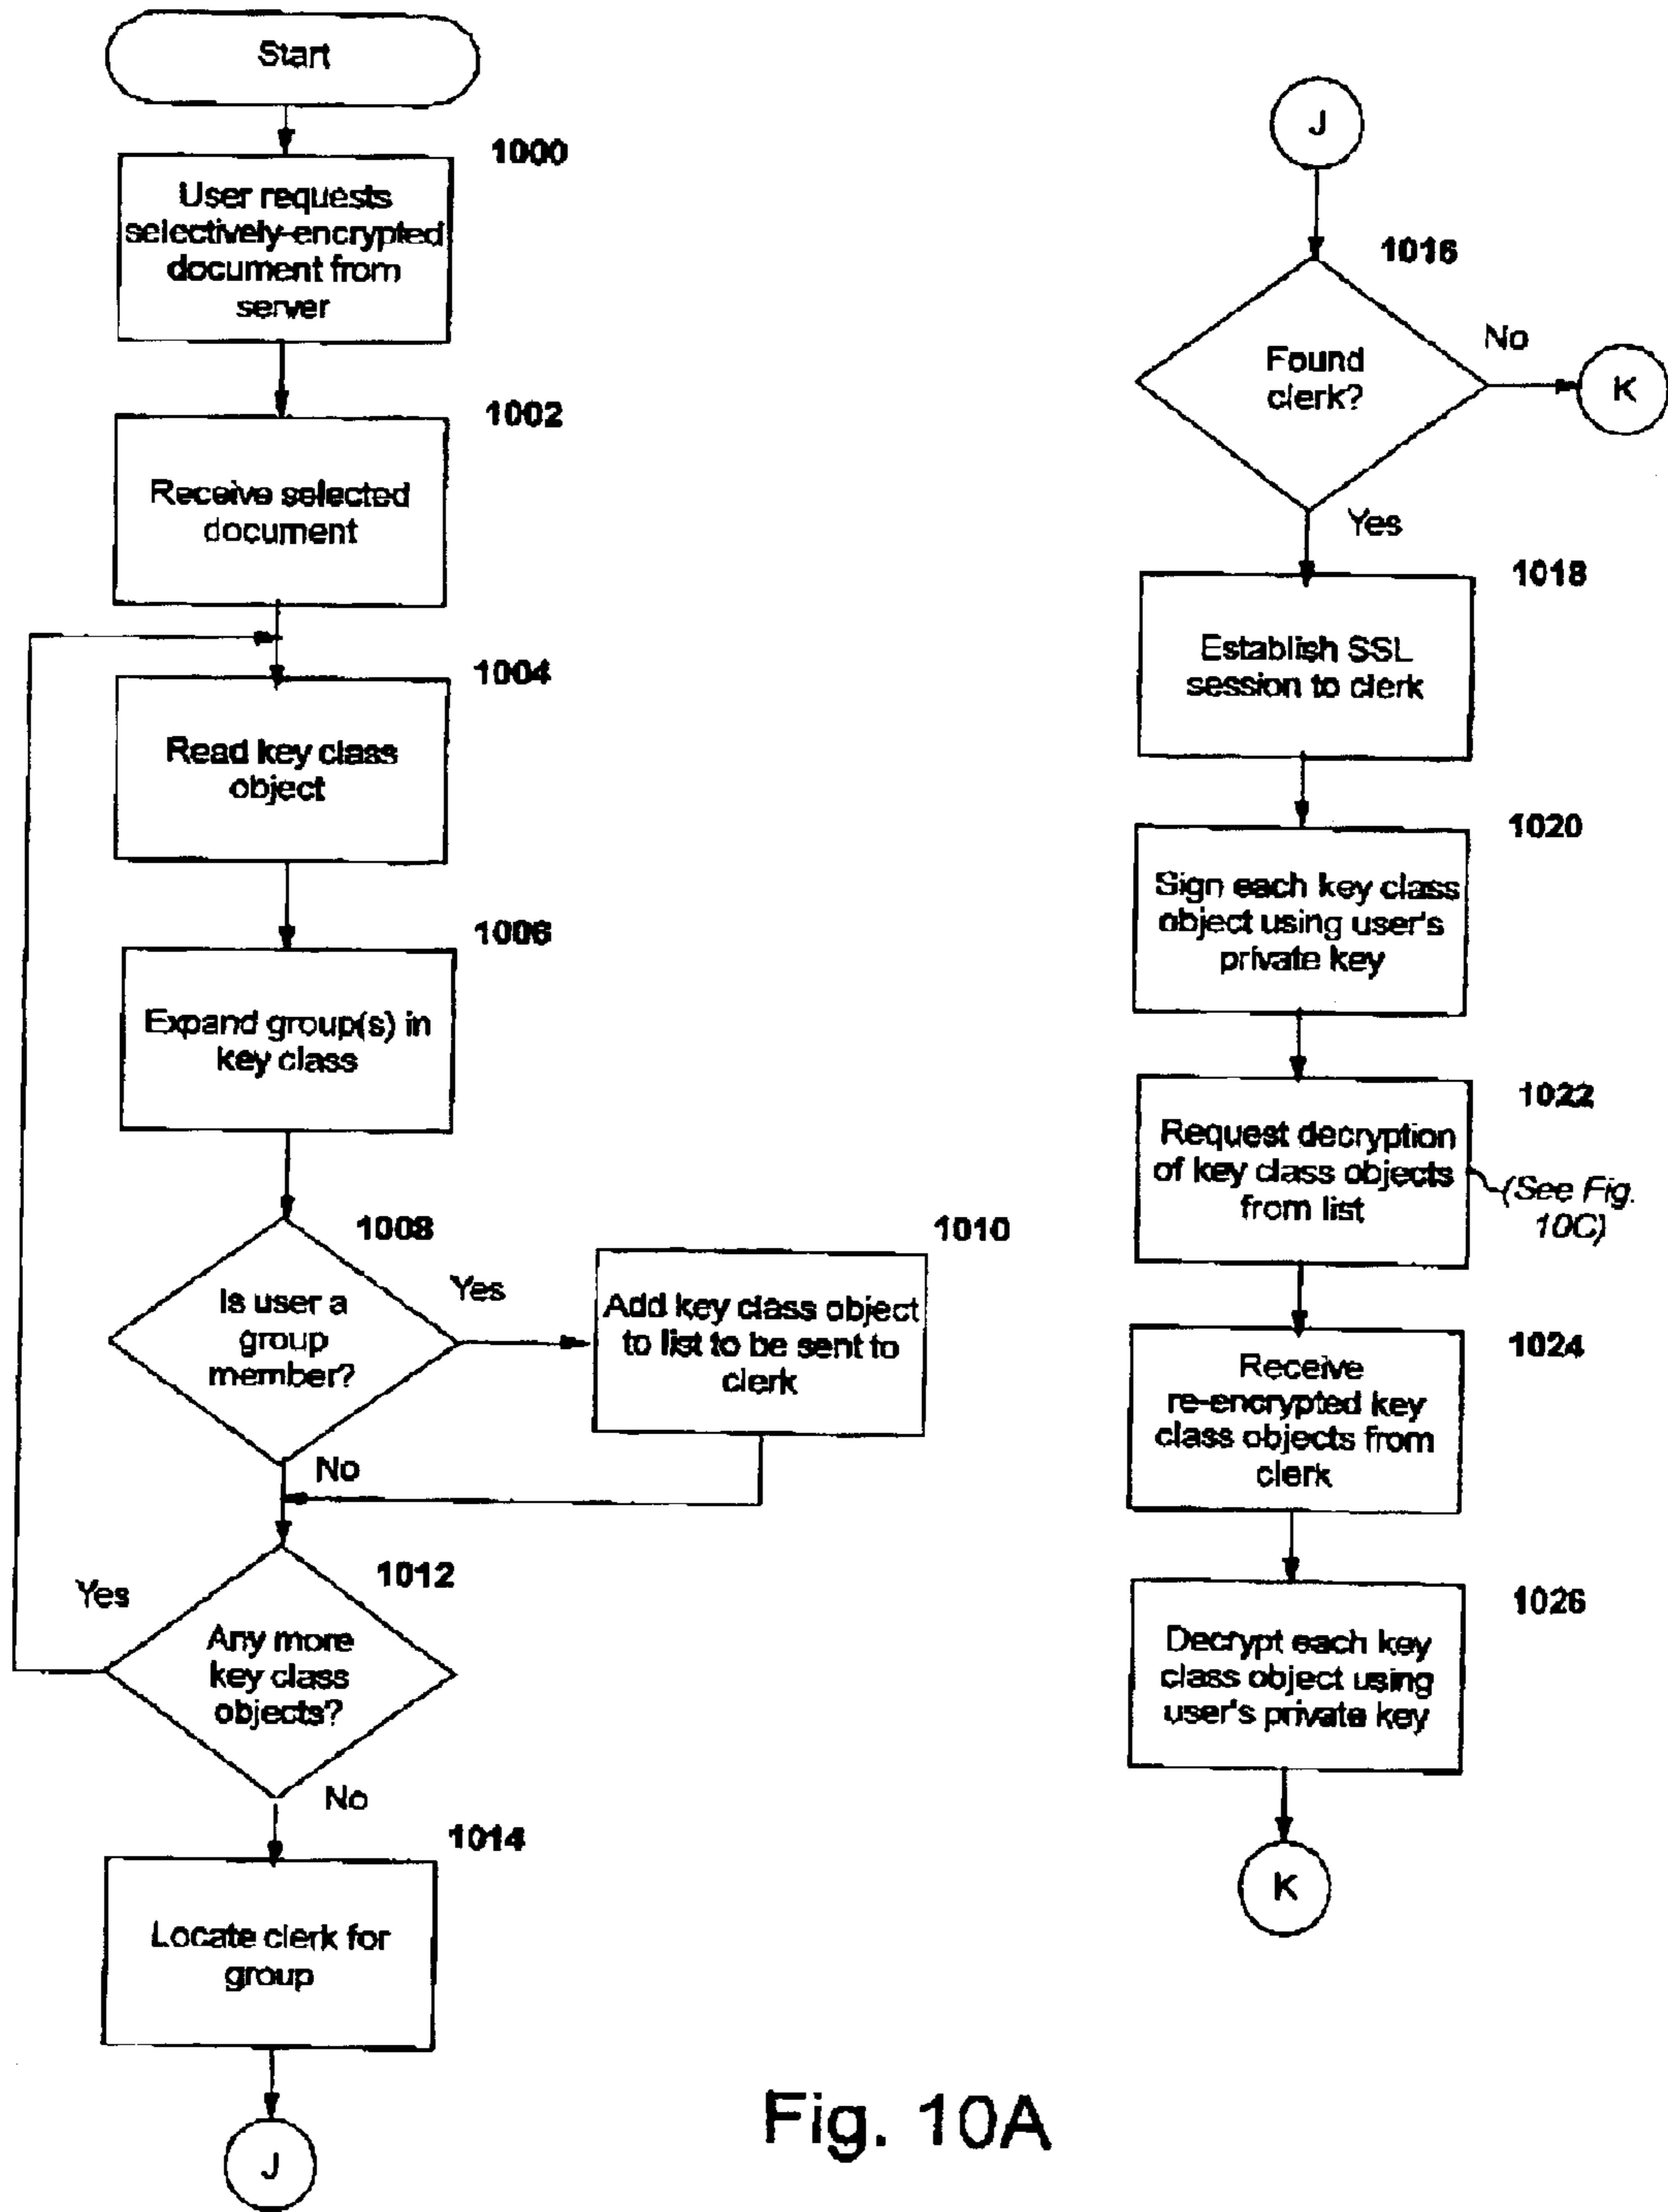 Start
1000
User requests
selectively-encrypted
document from
server
1002
Receive selected
document
1004
Read key class
object
1006
Expand group(s) in
key class
1008
Is user a
group
member?
Yes
1010
Add key class object
to list to be sent to
clerk
No
1012
Yes
Any more
key class
objects?
No
1014
Locate clerk for
group
J
J
1016
Found
clerk?
No
K
Yes
1018
Establish SSL
session to clerk
1020
Sign each key class
object using user's
private key
1022
Request decryption
of key class objects
from list
(See Fig.
10C)
1024
Receive
re-encrypted key
class objects from
clerk
1026
Decrypt each key
class object using
user's private key
K
Fig. 10A